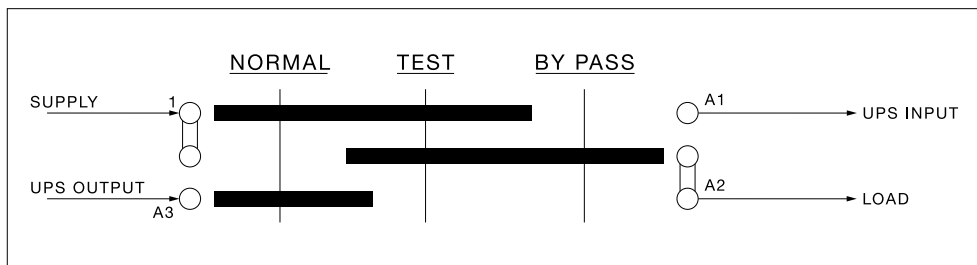 NORMAL TEST BY PASS
SUPPLY 1 A1 UPS INPUT
UPS OUTPUT A3 A2 LOAD